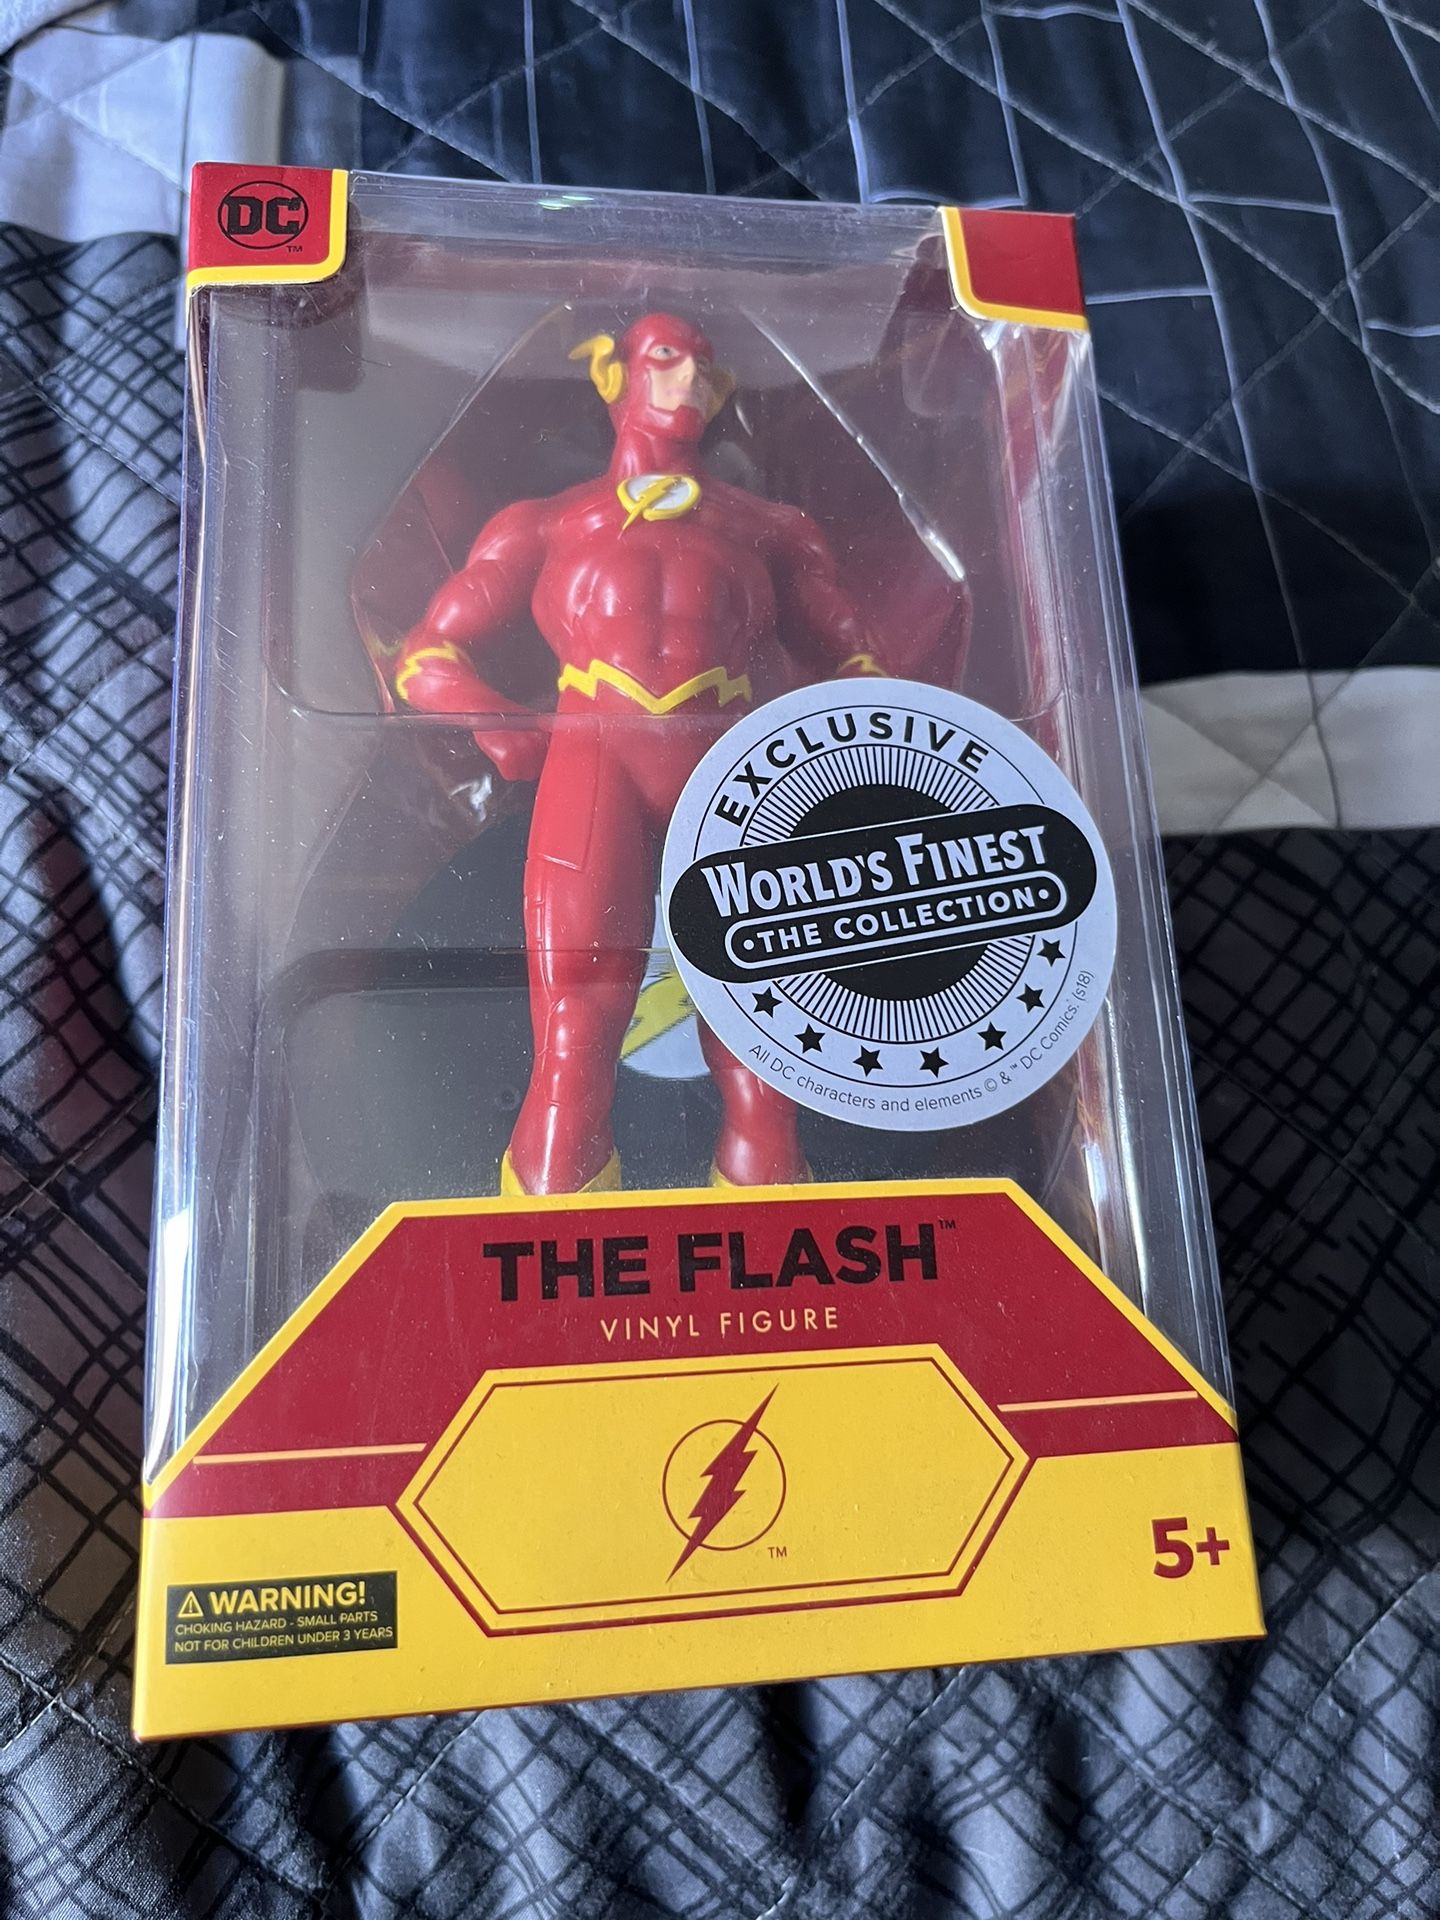 DC
TM
EXCLUSIVE
WORLD'S FINEST
•THE COLLECTION•
All DC characters and elements © & ™ DC Comics. (s18)
THE FLASH™
VINYL FIGURE
TM
5+
⚠ WARNING!
CHOKING HAZARD - SMALL PARTS
NOT FOR CHILDREN UNDER 3 YEARS